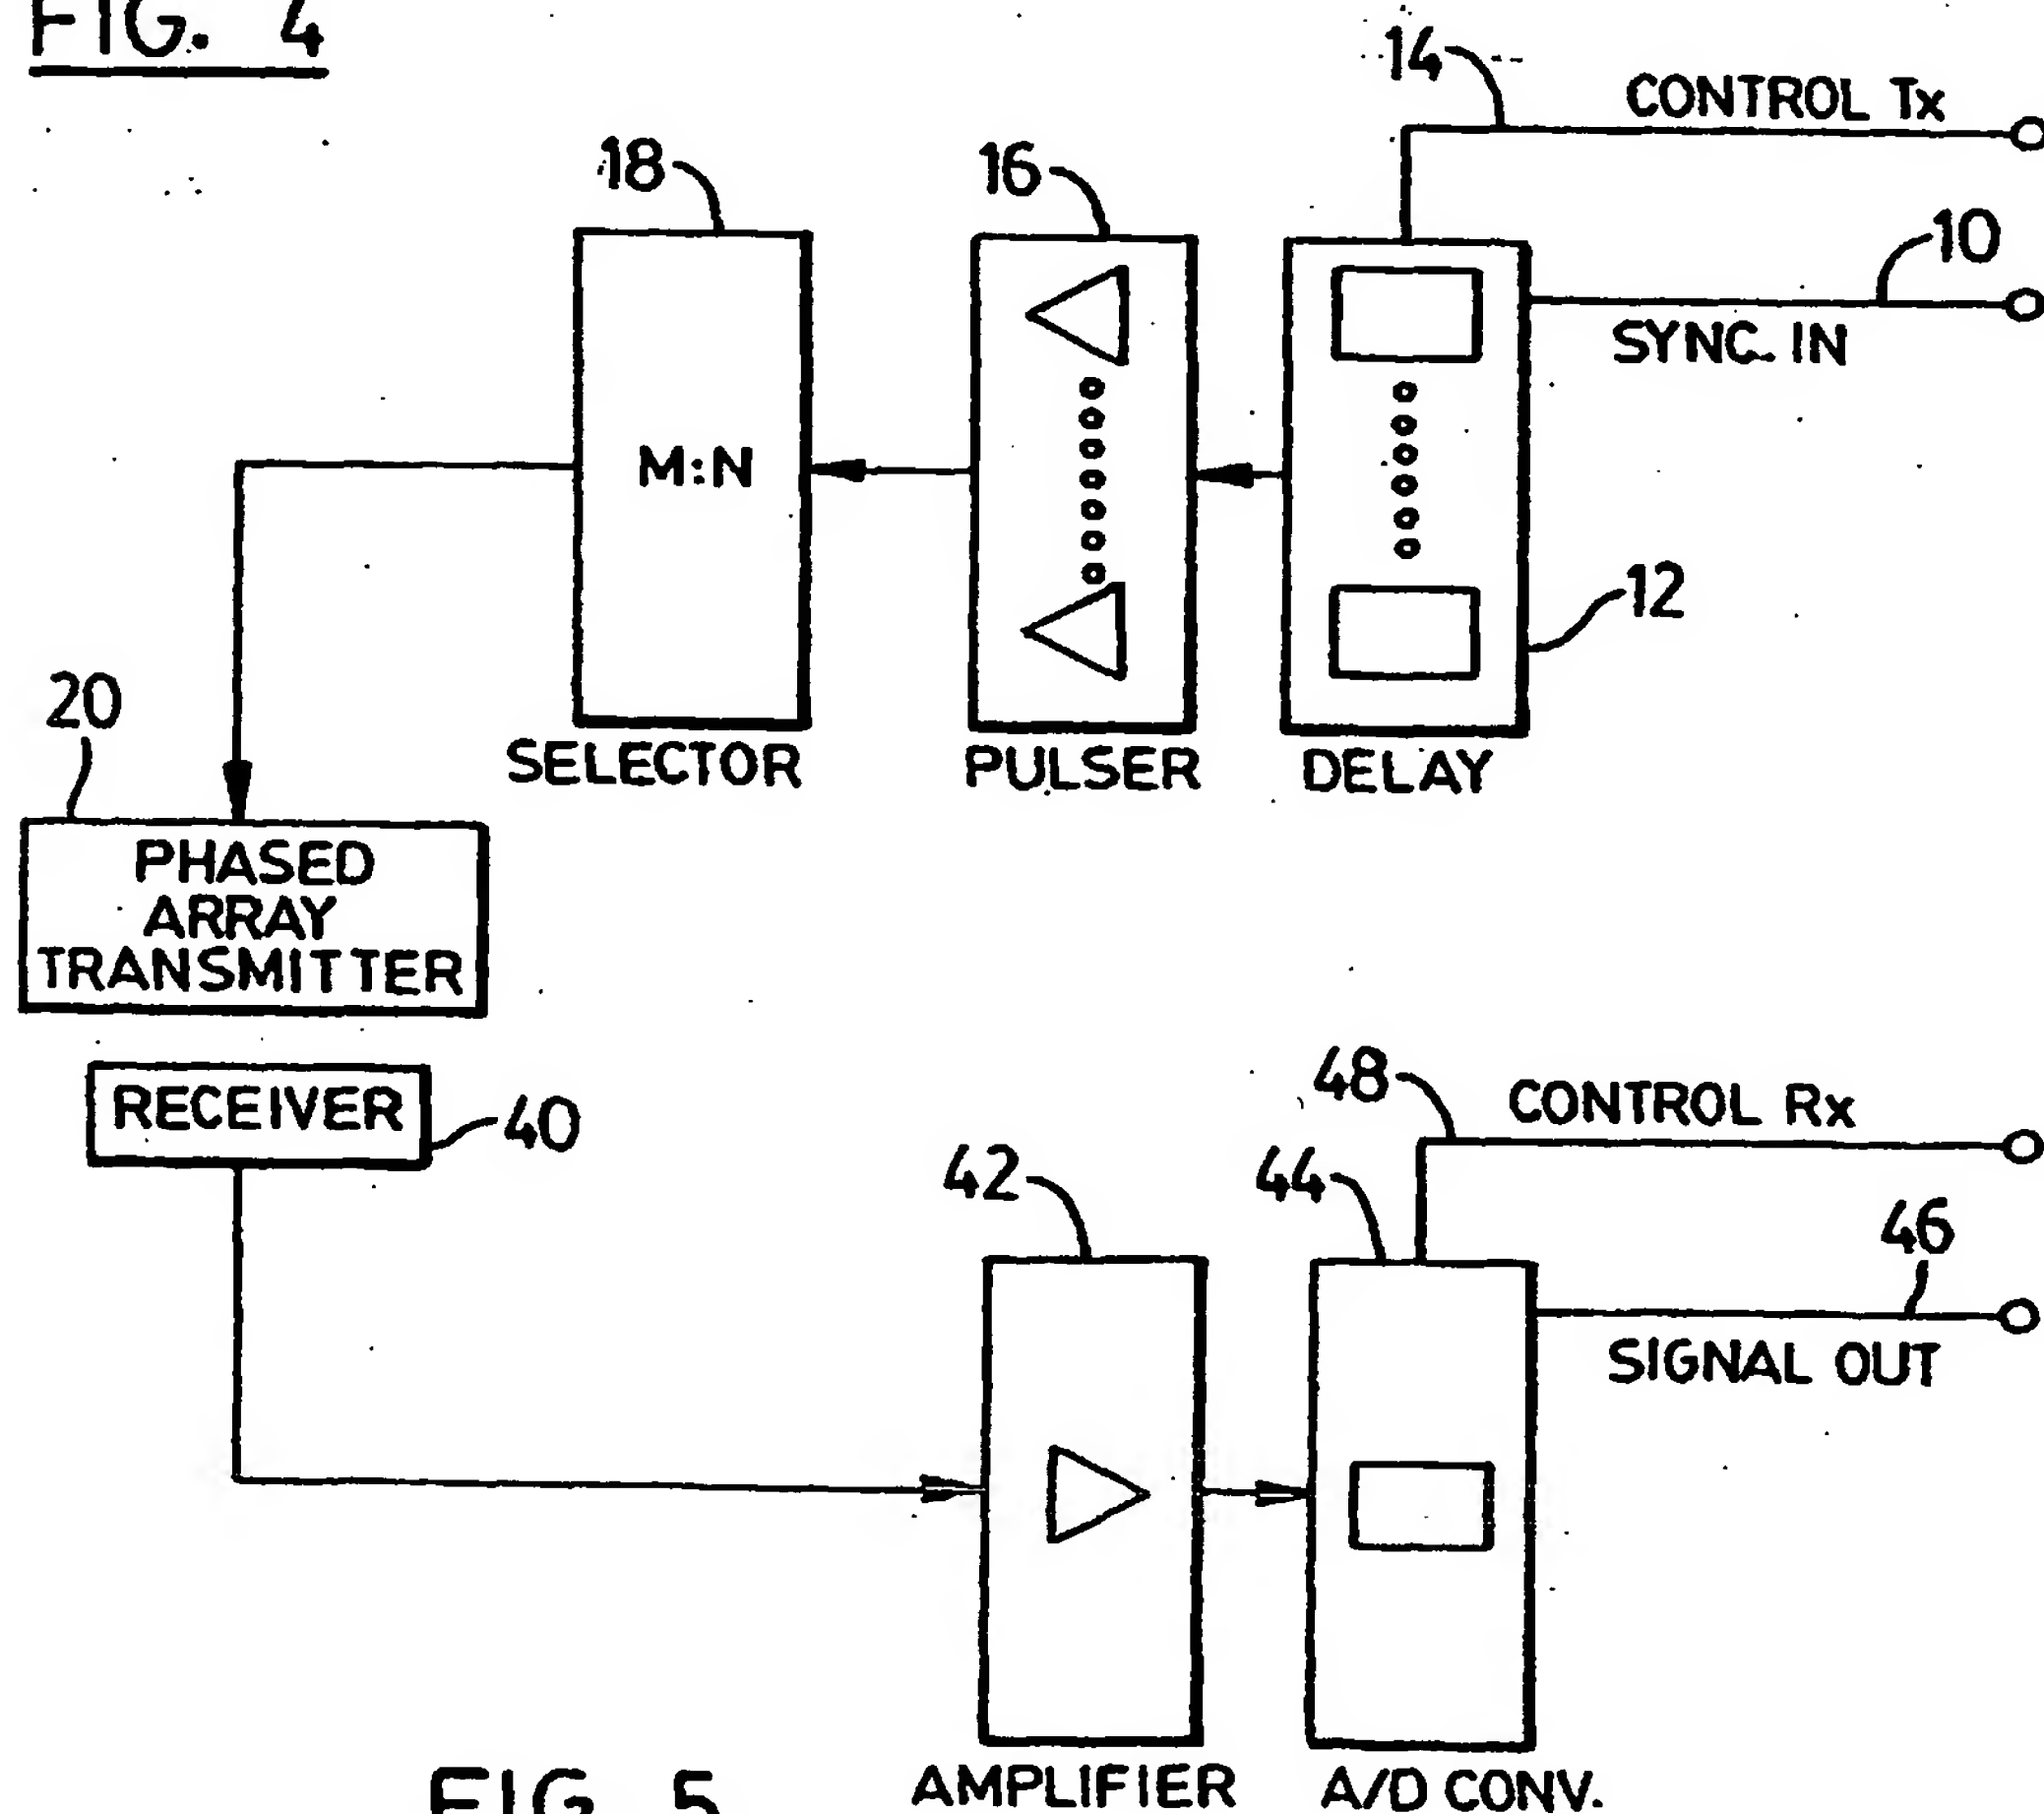 FIG. 4
14
CONTROL Tx
18
16
10
SYNC. IN
M:N
12
20
SELECTOR
PULSER
DELAY
PHASED
ARRAY
TRANSMITTER
RECEIVER
40
48
CONTROL Rx
42
44
46
SIGNAL OUT
AMPLIFIER
A/D CONV.
FIG. 5